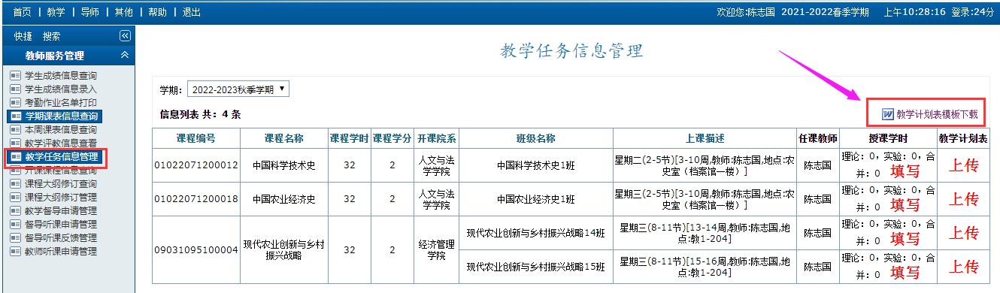 首页 | 教学 | 导师 | 其他 | 帮助 | 退出
欢迎您:陈志国 2021-2022春季学期 上午10:28:16 登录:24分
快捷 搜索
教师服务管理
学生成绩信息查询
学生成绩信息录入
考勤作业名单打印
学期课表信息查询
本周课表信息查询
教学评教信息查看
教学任务信息管理
开课课程信息查询
课程大纲修订查询
课程大纲修订管理
教学督导申请管理
督导听课申请管理
督导听课反馈管理
教师听课申请管理
教学任务信息管理
学期: 2022-2023秋季学期
信息列表 共: 4 条
教学计划表模板下载
课程编号 课程名称 课程学时 课程学分 开课院系 班级名称 上课描述 任课教师 授课学时 教学计划表
01022071200012 中国科学技术史 32 2 人文与法学学院 中国科学技术史1班 星期二(2-5节)[3-10周,教师:陈志国,地点:农史室（档案馆一楼）] 陈志国 理论: 0, 实验: 0, 合并: 0 填写 上传
01022071200018 中国农业经济史 32 2 人文与法学学院 中国农业经济史1班 星期三(2-5节)[3-10周,教师:陈志国,地点:农史室（档案馆一楼）] 陈志国 理论: 0, 实验: 0, 合并: 0 填写 上传
09031095100004 现代农业创新与乡村振兴战略 32 2 经济管理学院 现代农业创新与乡村振兴战略14班 星期三(8-11节)[13-14周,教师:陈志国,地点:教1-204] 陈志国 理论: 0, 实验: 0, 合并: 0 填写 上传
现代农业创新与乡村振兴战略15班 星期三(8-11节)[15-16周,教师:陈志国,地点:教1-204] 陈志国 理论: 0, 实验: 0, 合并: 0 填写 上传